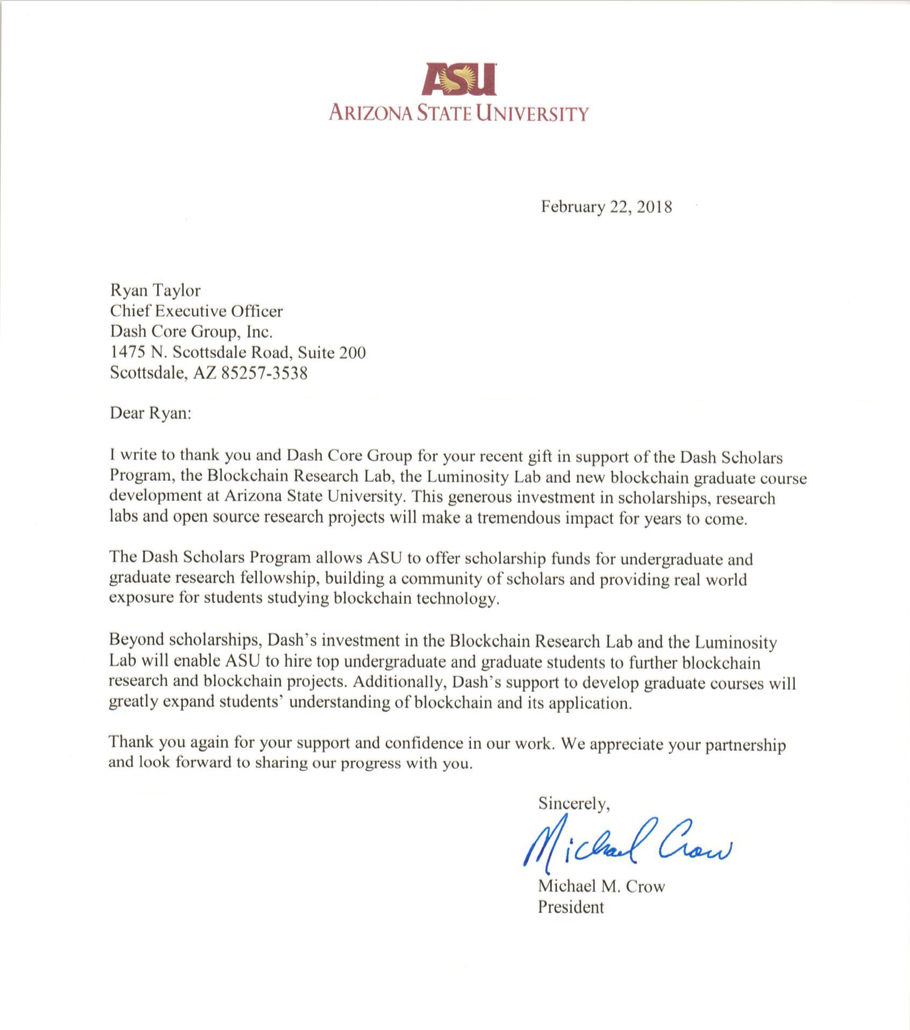 ASU
ARIZONA STATE UNIVERSITY
February 22, 2018
Ryan Taylor
Chief Executive Officer
Dash Core Group, Inc.
1475 N. Scottsdale Road, Suite 200
Scottsdale, AZ 85257-3538
Dear Ryan:
I write to thank you and Dash Core Group for your recent gift in support of the Dash Scholars
Program, the Blockchain Research Lab, the Luminosity Lab and new blockchain graduate course
development at Arizona State University. This generous investment in scholarships, research
labs and open source research projects will make a tremendous impact for years to come.
The Dash Scholars Program allows ASU to offer scholarship funds for undergraduate and
graduate research fellowship, building a community of scholars and providing real world
exposure for students studying blockchain technology.
Beyond scholarships, Dash’s investment in the Blockchain Research Lab and the Luminosity
Lab will enable ASU to hire top undergraduate and graduate students to further blockchain
research and blockchain projects. Additionally, Dash’s support to develop graduate courses will
greatly expand students’ understanding of blockchain and its application.
Thank you again for your support and confidence in our work. We appreciate your partnership
and look forward to sharing our progress with you.
Sincerely,
Michael Crow
Michael M. Crow
President